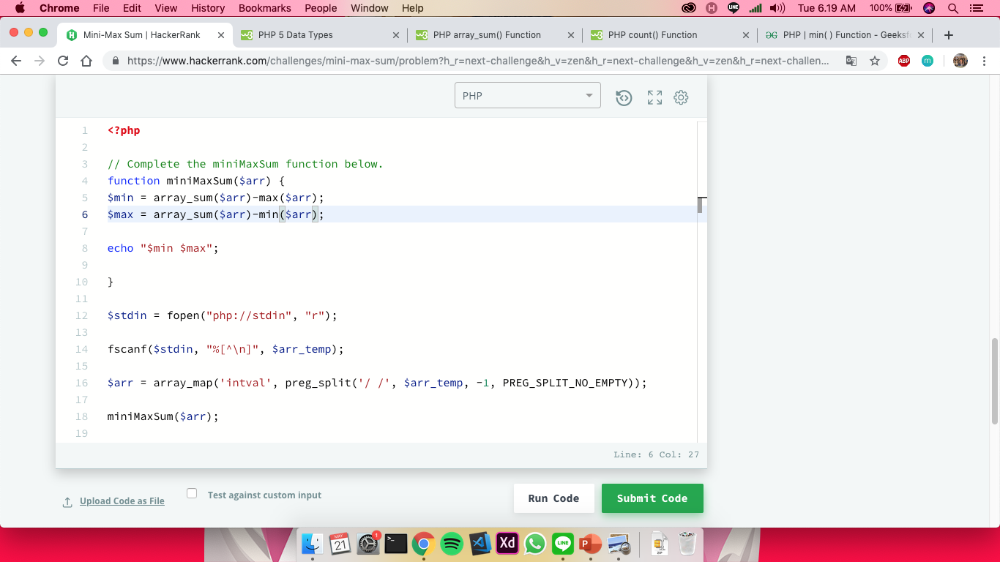 Chrome File Edit View History Bookmarks People Window Help Tue 6.19 AM 100%
Mini-Max Sum | HackerRank PHP 5 Data Types PHP array_sum() Function PHP count() Function PHP | min( ) Function - Geeksf
https://www.hackerrank.com/challenges/mini-max-sum/problem?h_r=next-challenge&h_v=zen&h_r=next-challenge&h_v=zen&h_r=next-challen... ABP m
PHP
1 <?php
2
3 // Complete the miniMaxSum function below.
4 function miniMaxSum($arr) {
5 $min = array_sum($arr)-max($arr);
6 $max = array_sum($arr)-min($arr);
7
8 echo "$min $max";
9
10 }
11
12 $stdin = fopen("php://stdin", "r");
13
14 fscanf($stdin, "%[^\n]", $arr_temp);
15
16 $arr = array_map('intval', preg_split('/ /', $arr_temp, -1, PREG_SPLIT_NO_EMPTY));
17
18 miniMaxSum($arr);
19
Line: 6 Col: 27
Upload Code as File Test against custom input Run Code Submit Code
MAY 21 1 Xd LINE P ZIP